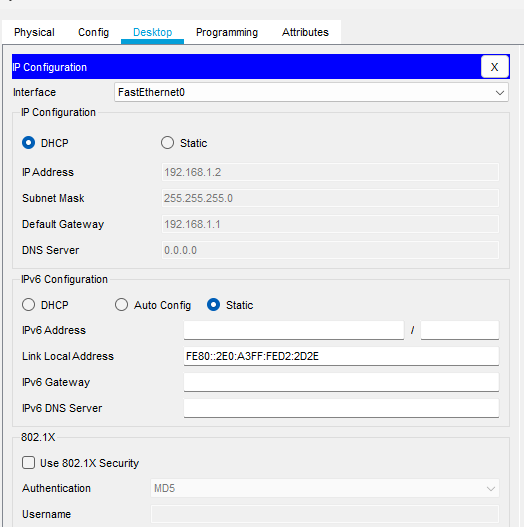 Physical Config Desktop Programming Attributes
IP Configuration X
Interface FastEthernet0
IP Configuration
DHCP Static
IP Address 192.168.1.2
Subnet Mask 255.255.255.0
Default Gateway 192.168.1.1
DNS Server 0.0.0.0
IPv6 Configuration
DHCP Auto Config Static
IPv6 Address /
Link Local Address FE80::2E0:A3FF:FED2:2D2E
IPv6 Gateway
IPv6 DNS Server
802.1X
Use 802.1X Security
Authentication MD5
Username